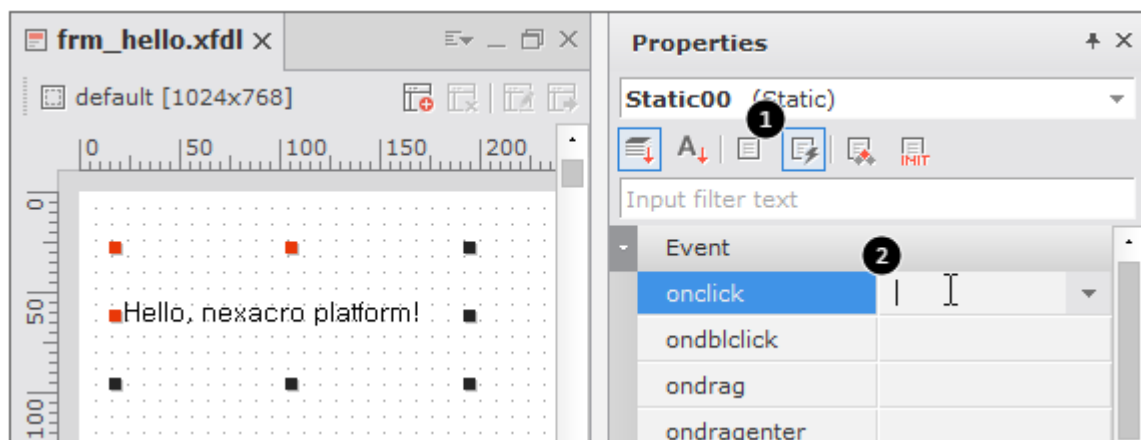 frm_hello.xfdl
default [1024x768]
0 50 100 150 200
0
50
100
Hello, nexacro platform!
Properties
Static00 (Static)
1
A
INIT
Input filter text
Event
2
onclick
ondblclick
ondrag
ondragenter